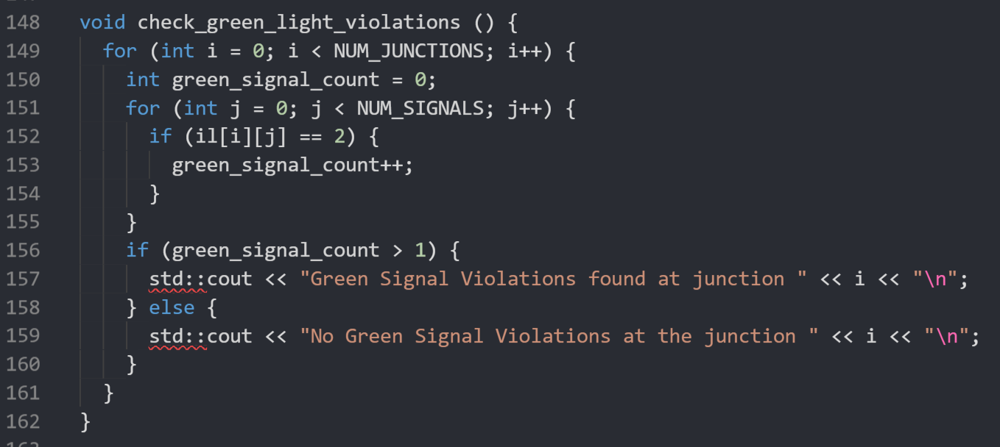 148 void check_green_light_violations () {
149 for (int i = 0; i < NUM_JUNCTIONS; i++) {
150 int green_signal_count = 0;
151 for (int j = 0; j < NUM_SIGNALS; j++) {
152 if (il[i][j] == 2) {
153 green_signal_count++;
154 }
155 }
156 if (green_signal_count > 1) {
157 std::cout << "Green Signal Violations found at junction " << i << "\n";
158 } else {
159 std::cout << "No Green Signal Violations at the junction " << i << "\n";
160 }
161 }
162 }